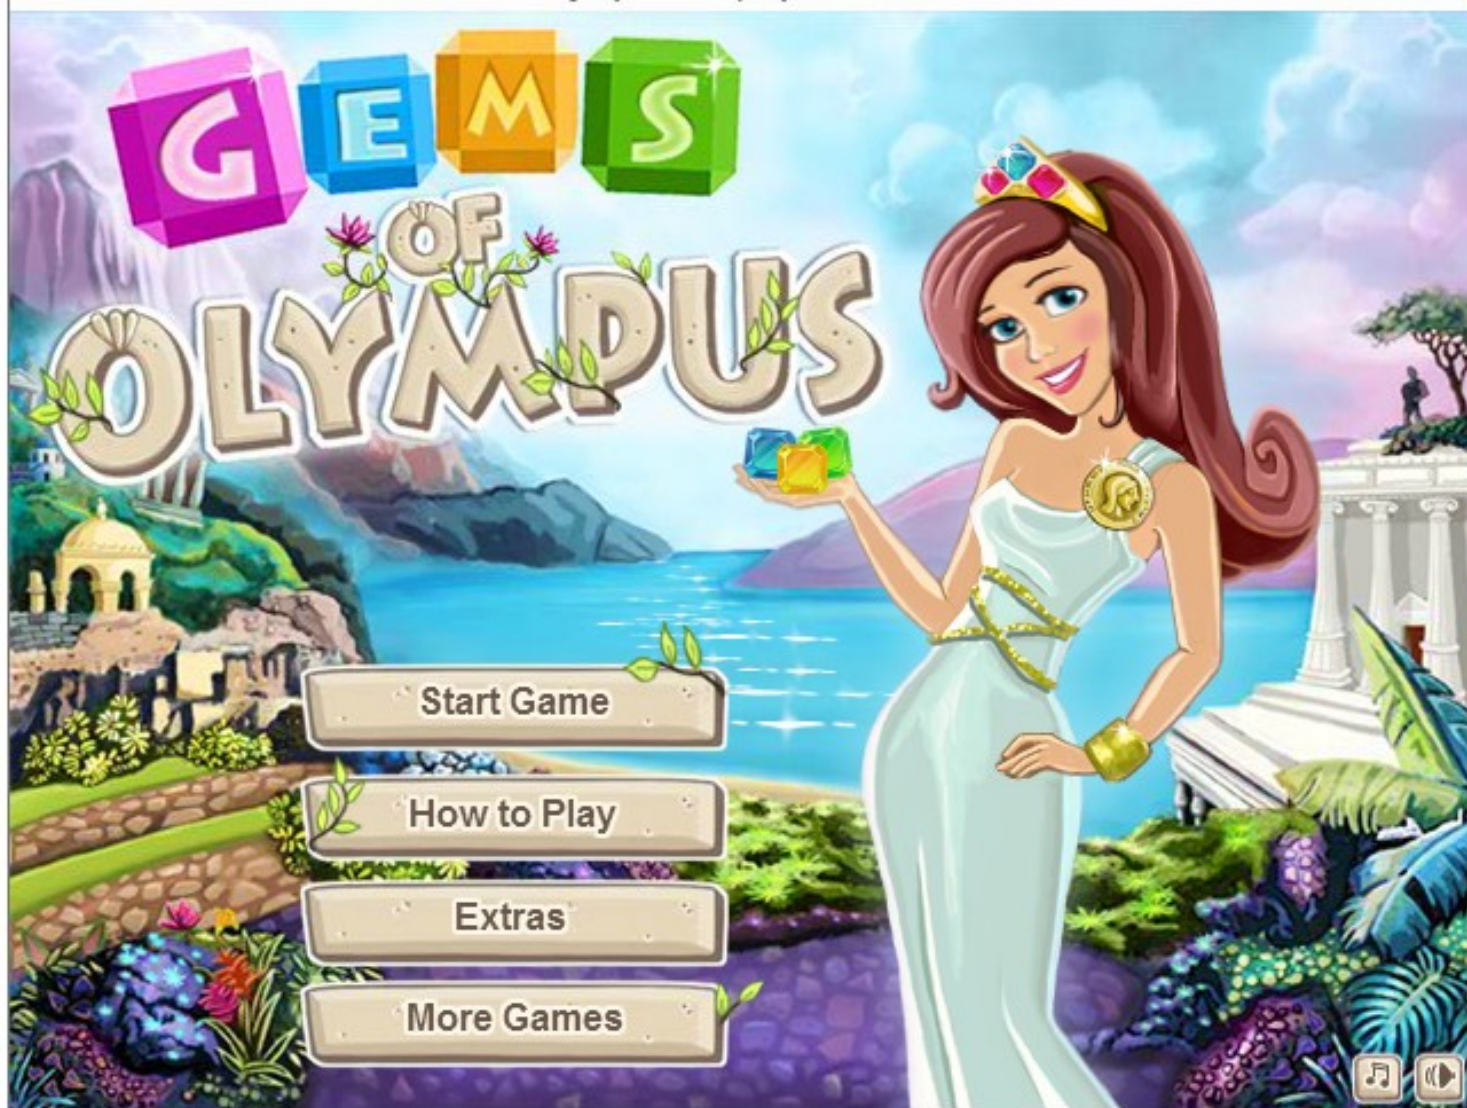 GEMS
OF
OLYMPUS
Start Game
How to Play
Extras
More Games